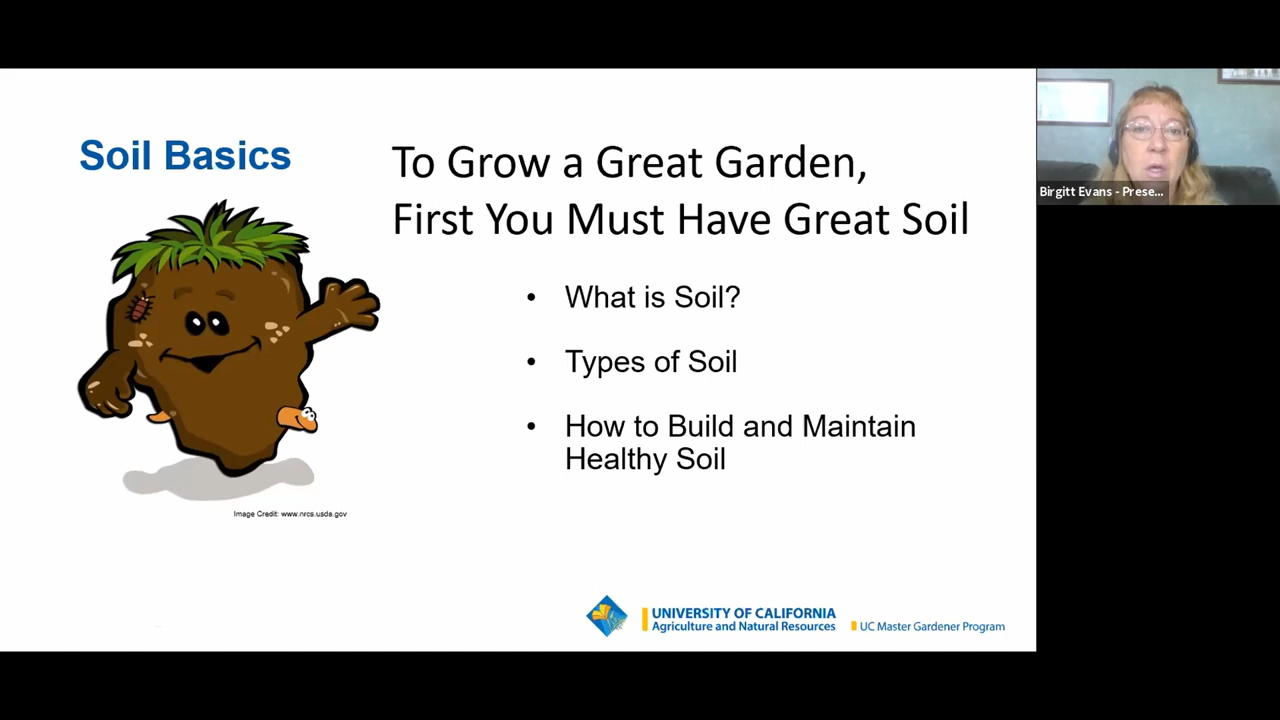 Soil Basics
To Grow a Great Garden,
First You Must Have Great Soil
• What is Soil?
• Types of Soil
• How to Build and Maintain
Healthy Soil
Image Credit: www.nrcs.usda.gov
UNIVERSITY OF CALIFORNIA
Agriculture and Natural Resources
UC Master Gardener Program
Birgitt Evans - Prese...